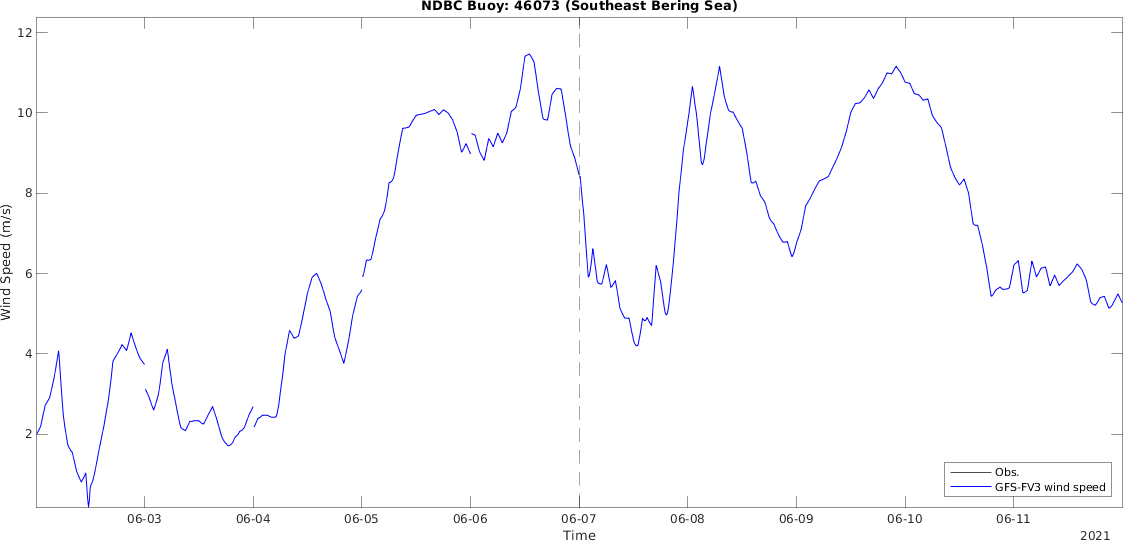 NDBC Buoy: 46073 (Southeast Bering Sea)
12
10
8
6
4
2
Wind Speed (m/s)
Obs.
GFS-FV3 wind speed
06-03 06-04 06-05 06-06 06-07 06-08 06-09 06-10 06-11
Time
2021